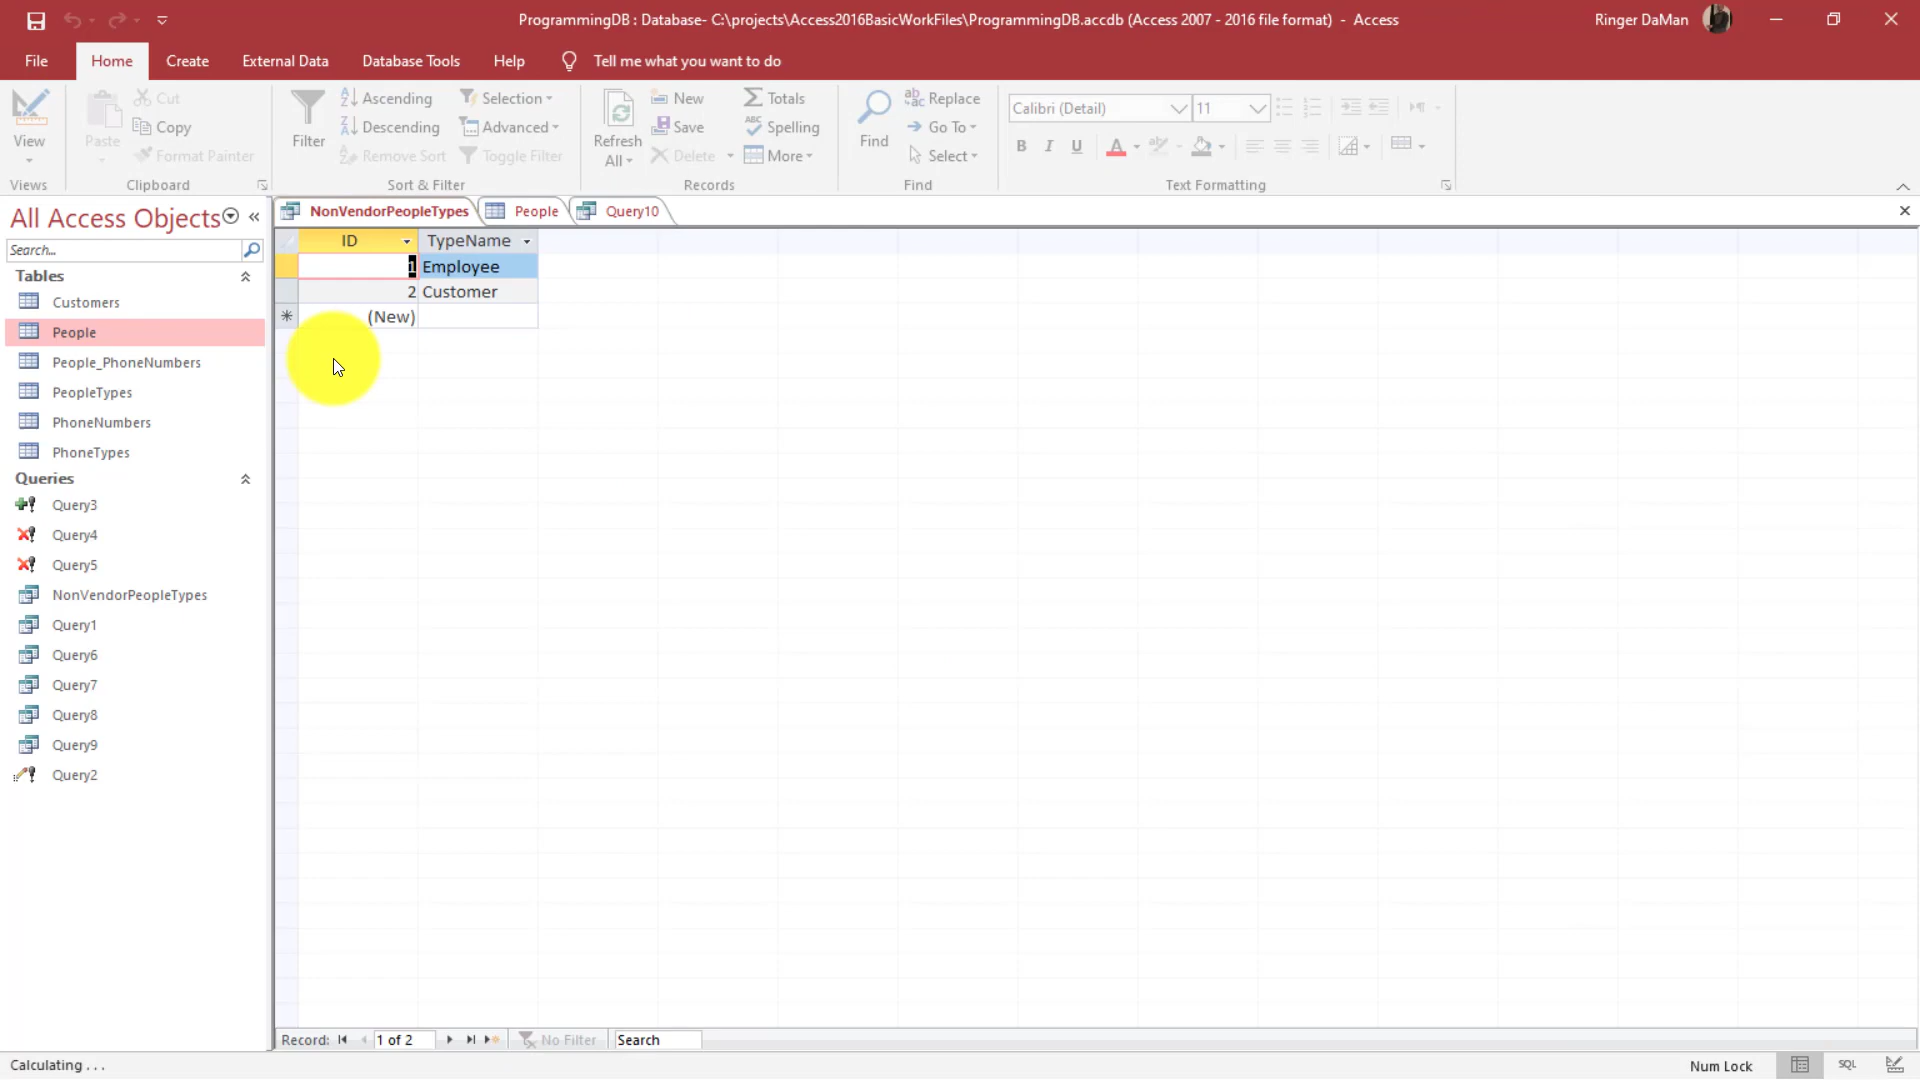 ProgrammingDB : Database- C:\projects\Access2016BasicWorkFiles\ProgrammingDB.accdb (Access 2007 - 2016 file format) - Access
Ringer DaMan
File
Home
Create
External Data
Database Tools
Help
Tell me what you want to do
View
Views
Paste
Cut
Copy
Format Painter
Clipboard
Filter
Ascending
Descending
Remove Sort
Selection
Advanced
Toggle Filter
Sort & Filter
Refresh
All
New
Save
Delete
Totals
Spelling
More
Records
Find
Replace
Go To
Select
Find
Calibri (Detail)
11
B I U
Text Formatting
All Access Objects
Search...
Tables
Customers
People
People_PhoneNumbers
PeopleTypes
PhoneNumbers
PhoneTypes
Queries
Query3
Query4
Query5
NonVendorPeopleTypes
Query1
Query6
Query7
Query8
Query9
Query2
NonVendorPeopleTypes
People
Query10
ID TypeName
1 Employee
2 Customer
(New)
Record: 1 of 2 No Filter Search
Calculating . . .
Num Lock
SQL